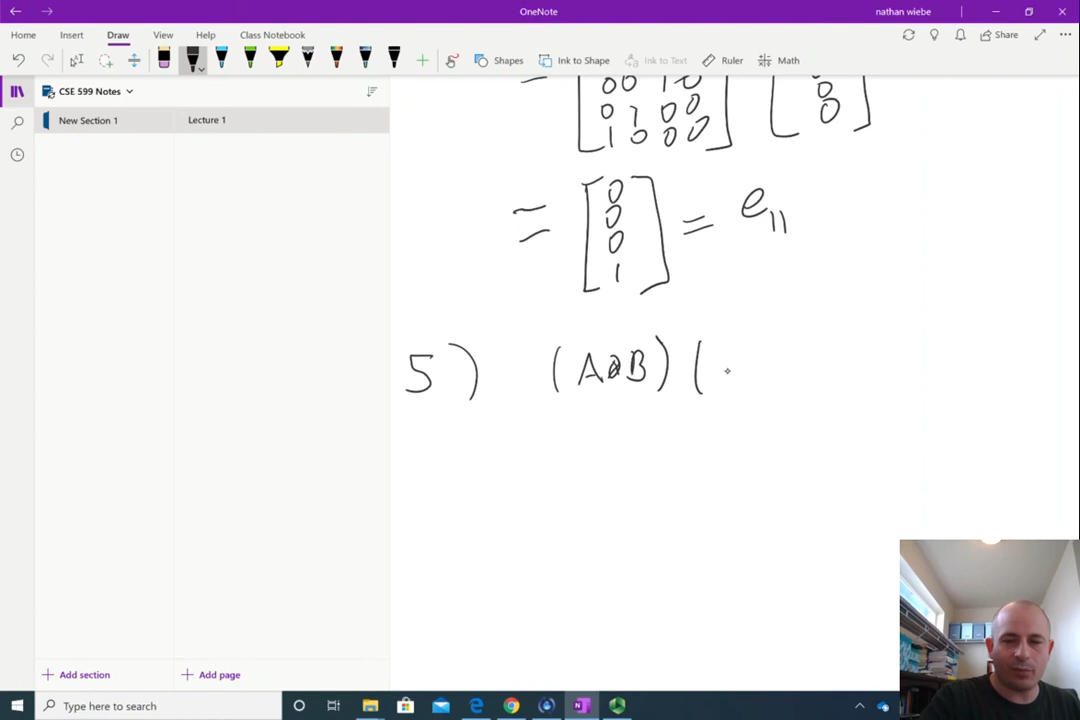 OneNote
nathan wiebe
Home Insert Draw View Help Class Notebook
Share
Shapes Ink to Shape Ink to Text Ruler Math
CSE 599 Notes
New Section 1 Lecture 1
= [ 0 0 1 0
0 1 0 0 0
1 0 0 0 ] 0 ]
= [ 0 0 0 1 ] = e11
5) (A⊗B) (
Add section Add page
Type here to search